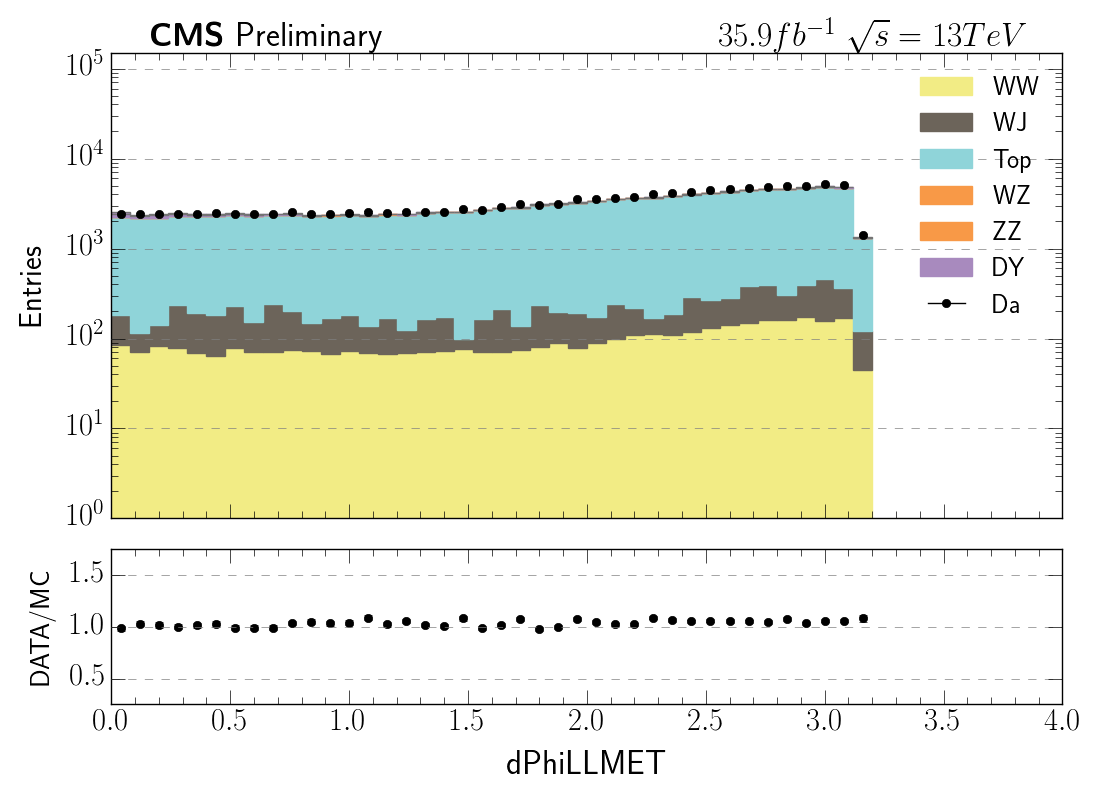 CMS Preliminary 35.9fb⁻¹ √s = 13TeV
10⁵
10⁴
10³
10²
10¹
10⁰
Entries
WW
WJ
Top
WZ
ZZ
DY
Da
1.5
1.0
0.5
DATA/MC
0.0 0.5 1.0 1.5 2.0 2.5 3.0 3.5 4.0
dPhiLLMET